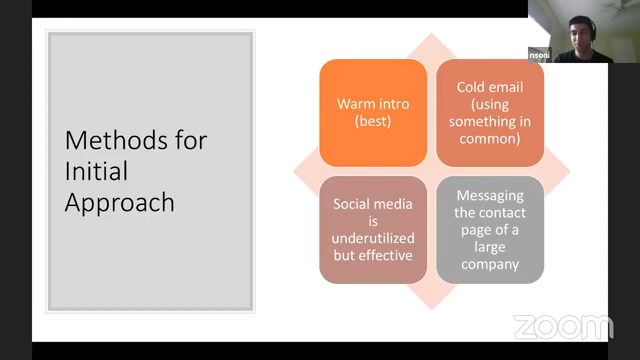 nsoni
Methods for
Initial
Approach
Warm intro
(best)
Cold email
(using
something in
common)
Social media
is
underutilized
but effective
Messaging
the contact
page of a
large
company
zoom